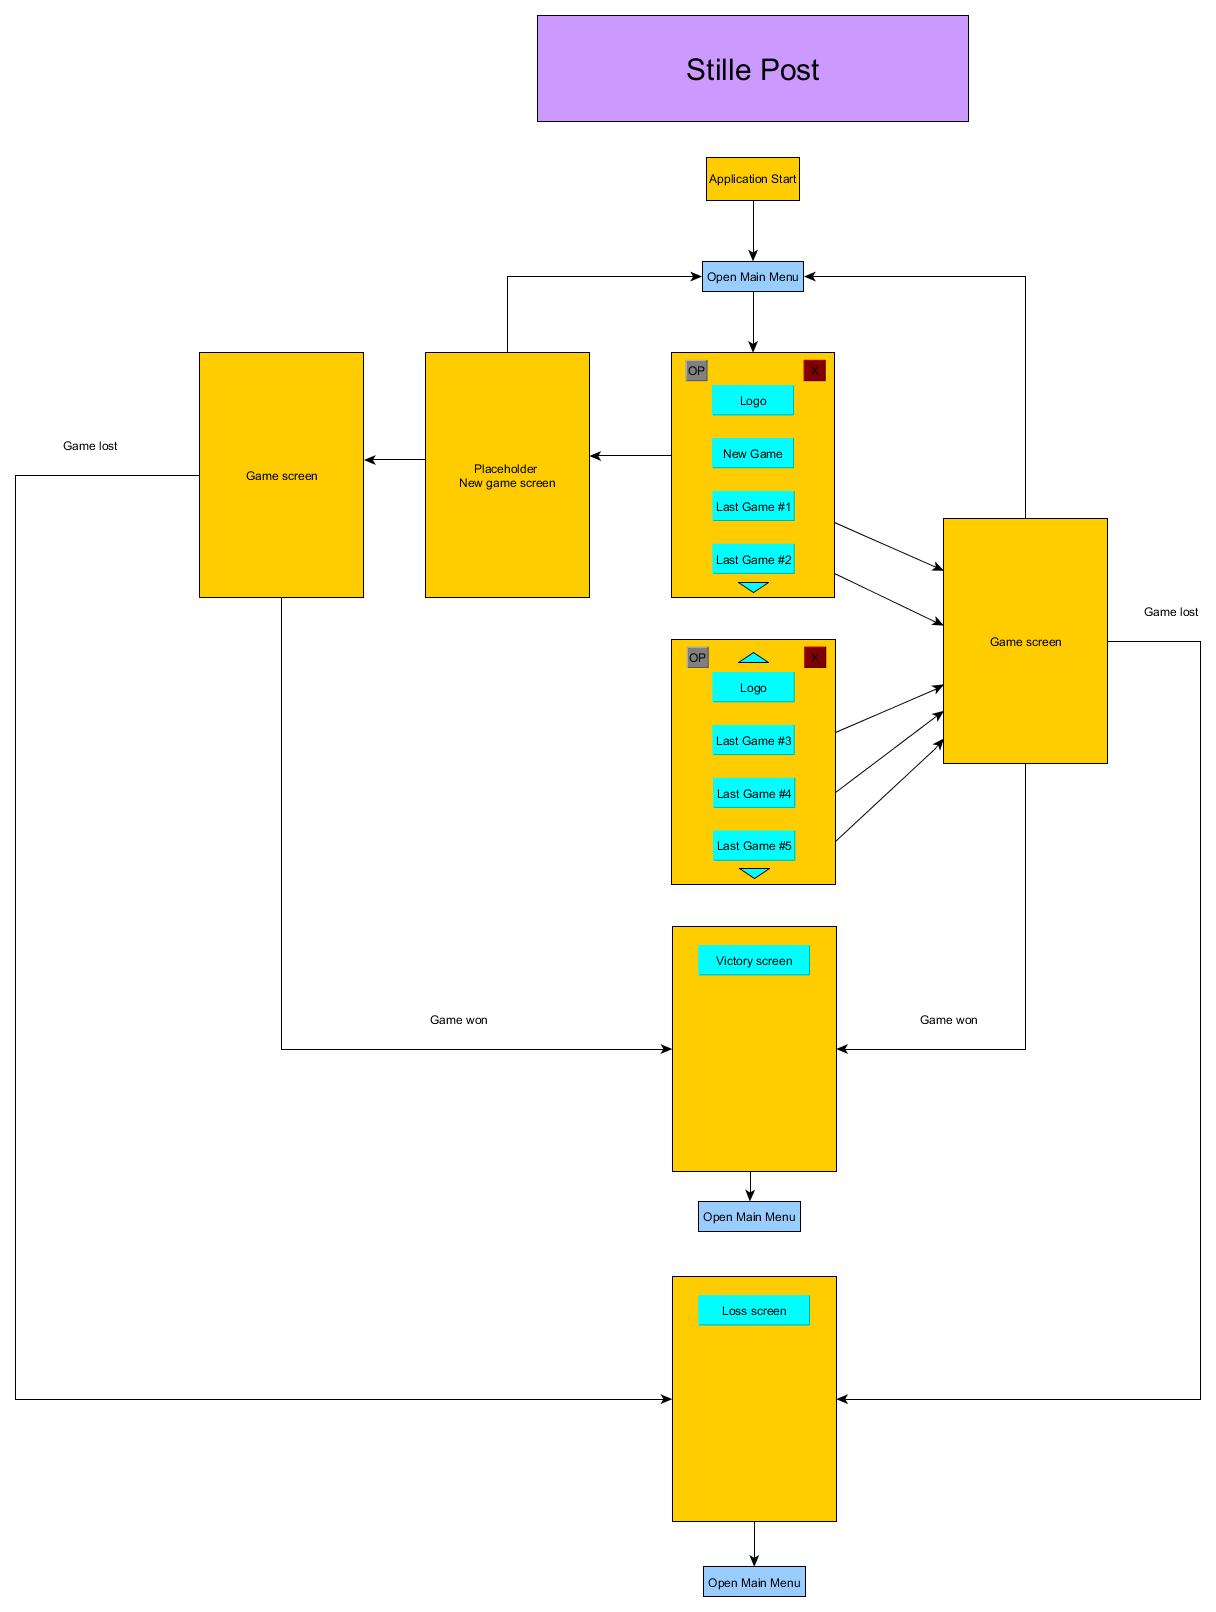 Stille Post
Application Start
Open Main Menu
OP
X
Logo
New Game
Last Game #1
Last Game #2
Placeholder
New game screen
Game screen
Game lost
OP
X
Logo
Last Game #3
Last Game #4
Last Game #5
Game screen
Game lost
Victory screen
Game won
Game won
Open Main Menu
Loss screen
Open Main Menu